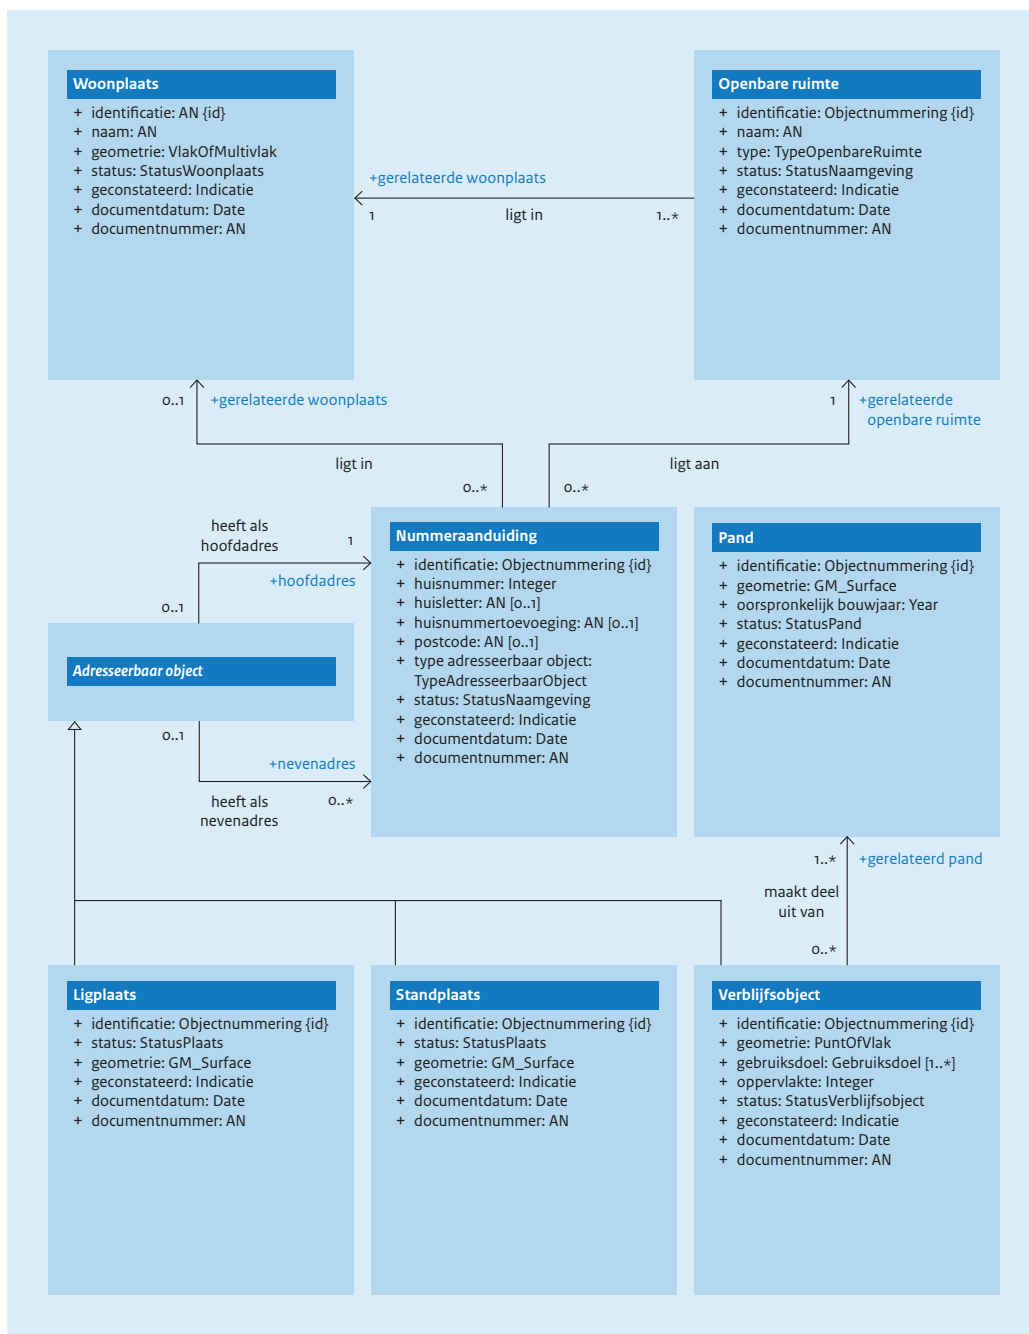 Woonplaats
+ identificatie: AN {id}
+ naam: AN
+ geometrie: VlakOfMultivlak
+ status: StatusWoonplaats
+ geconstateerd: Indicatie
+ documentdatum: Date
+ documentnummer: AN
Openbare ruimte
+ identificatie: Objectnummering {id}
+ naam: AN
+ type: TypeOpenbareRuimte
+ status: StatusNaamgeving
+ geconstateerd: Indicatie
+ documentdatum: Date
+ documentnummer: AN
+gerelateerde woonplaats
1
ligt in
1..*
0..1
+gerelateerde woonplaats
1
+gerelateerde
openbare ruimte
ligt in
ligt aan
0..*
0..*
heeft als
hoofdadres
1
+hoofdadres
0..1
Nummeraanduiding
+ identificatie: Objectnummering {id}
+ huisnummer: Integer
+ huisletter: AN [0..1]
+ huisnummertoevoeging: AN [0..1]
+ postcode: AN [0..1]
+ type adresseerbaar object:
TypeAdresseerbaarObject
+ status: StatusNaamgeving
+ geconstateerd: Indicatie
+ documentdatum: Date
+ documentnummer: AN
Pand
+ identificatie: Objectnummering {id}
+ geometrie: GM_Surface
+ oorspronkelijk bouwjaar: Year
+ status: StatusPand
+ geconstateerd: Indicatie
+ documentdatum: Date
+ documentnummer: AN
Adresseerbaar object
0..1
+nevenadres
heeft als
nevenadres
0..*
1..*
+gerelateerd pand
maakt deel
uit van
0..*
Ligplaats
+ identificatie: Objectnummering {id}
+ status: StatusPlaats
+ geometrie: GM_Surface
+ geconstateerd: Indicatie
+ documentdatum: Date
+ documentnummer: AN
Standplaats
+ identificatie: Objectnummering {id}
+ status: StatusPlaats
+ geometrie: GM_Surface
+ geconstateerd: Indicatie
+ documentdatum: Date
+ documentnummer: AN
Verblijfsobject
+ identificatie: Objectnummering {id}
+ geometrie: PuntOfVlak
+ gebruiksdoel: Gebruiksdoel [1..*]
+ oppervlakte: Integer
+ status: StatusVerblijfsobject
+ geconstateerd: Indicatie
+ documentdatum: Date
+ documentnummer: AN